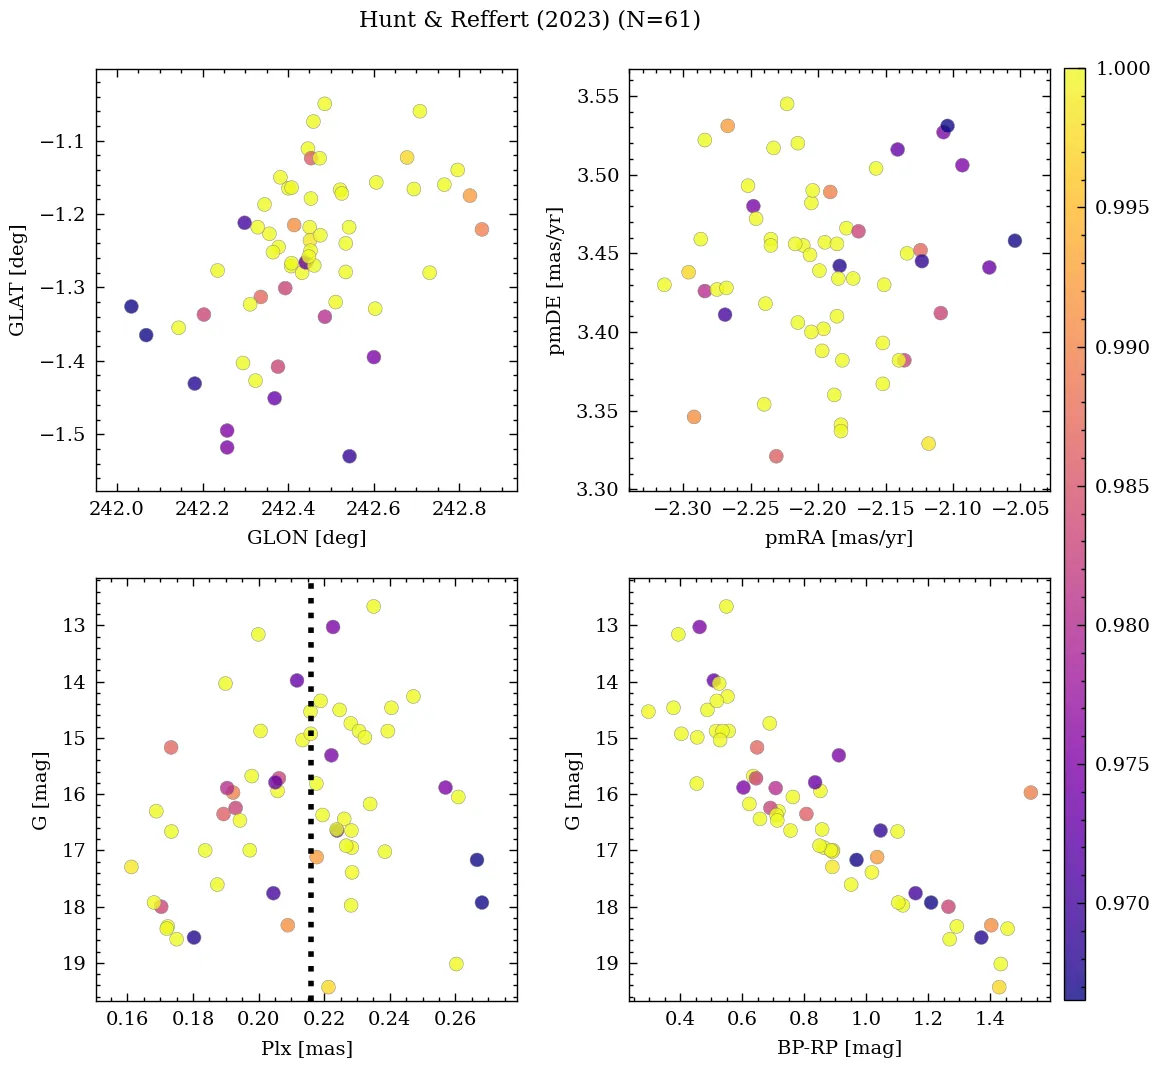 Hunt & Reffert (2023) (N=61)
−1.1
−1.2
−1.3
−1.4
−1.5
GLAT [deg]
242.0 242.2 242.4 242.6 242.8
GLON [deg]
3.55
3.50
3.45
3.40
3.35
3.30
pmDE [mas/yr]
−2.30 −2.25 −2.20 −2.15 −2.10 −2.05
pmRA [mas/yr]
1.000
0.995
0.990
0.985
0.980
0.975
0.970
13
14
15
16
17
18
19
G [mag]
0.16 0.18 0.20 0.22 0.24 0.26
Plx [mas]
13
14
15
16
17
18
19
G [mag]
0.4 0.6 0.8 1.0 1.2 1.4
BP-RP [mag]